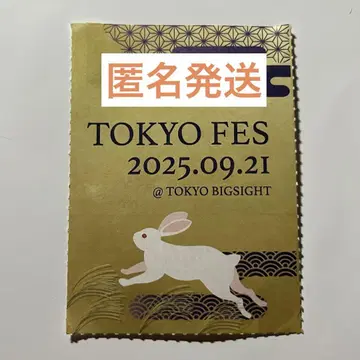 匿名発送
TOKYO FES
2025.09.21
@ TOKYO BIGSIGHT